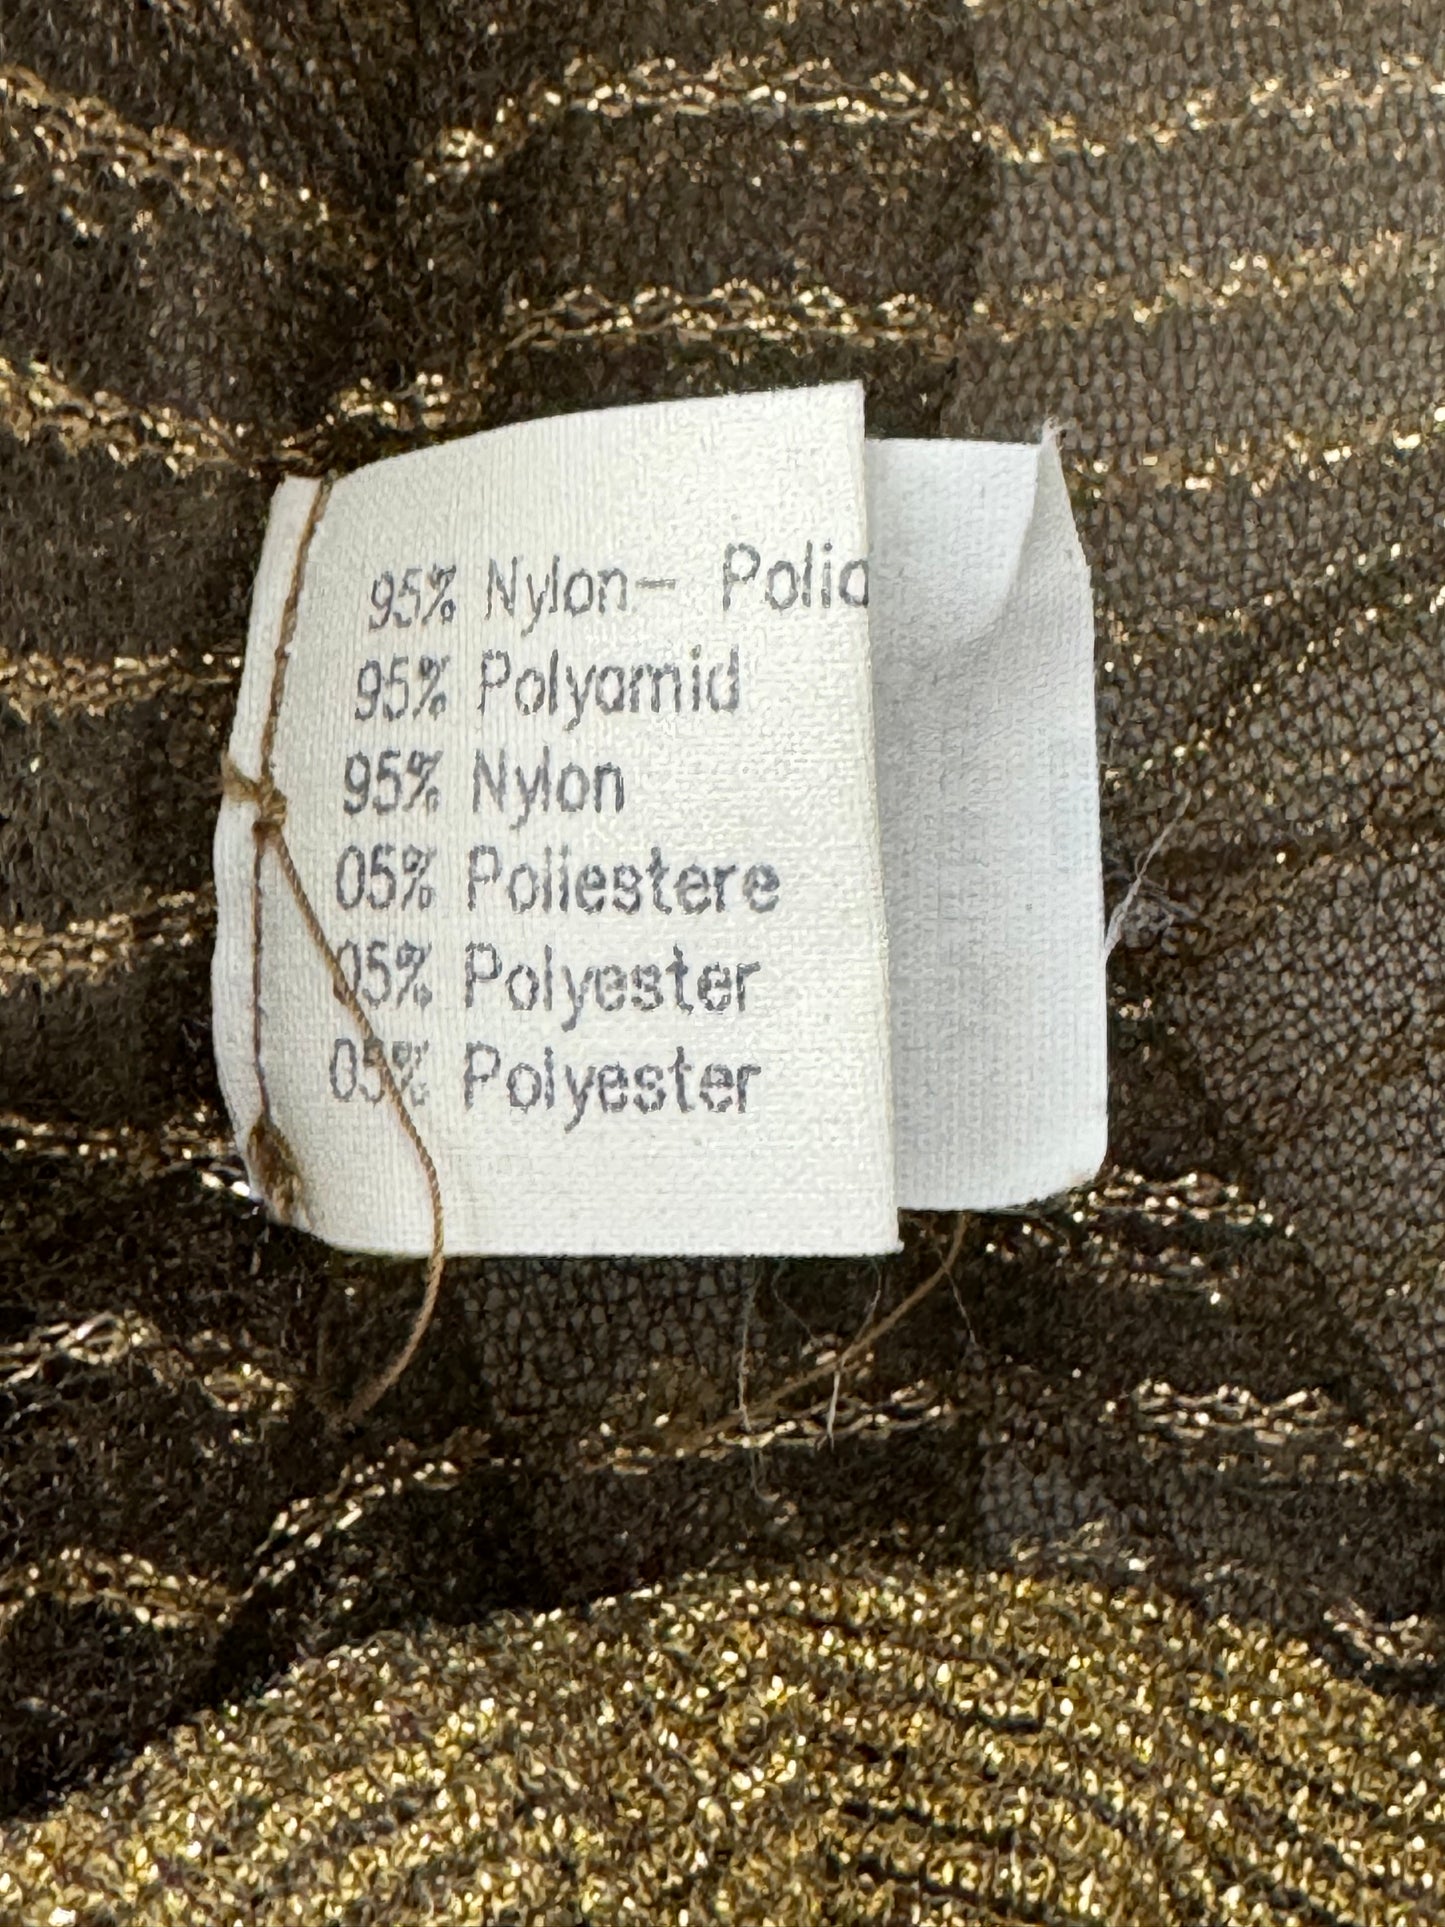 95% Nylon- Polia
95% Polyamid
95% Nylon
05% Poliestere
05% Polyester
05% Polyester